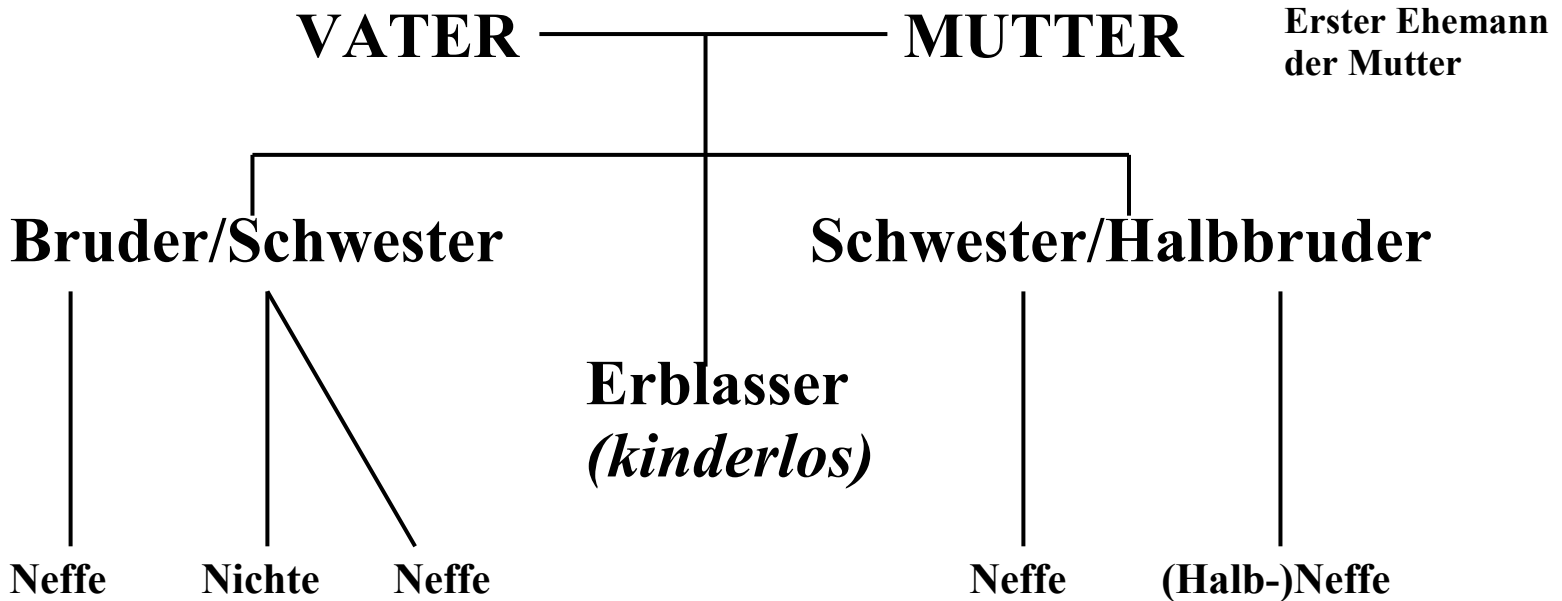 VATER MUTTER Erster Ehemann
der Mutter
Bruder/Schwester Schwester/Halbbruder
Erblasser
(kinderlos)
Neffe Nichte Neffe Neffe (Halb-)Neffe